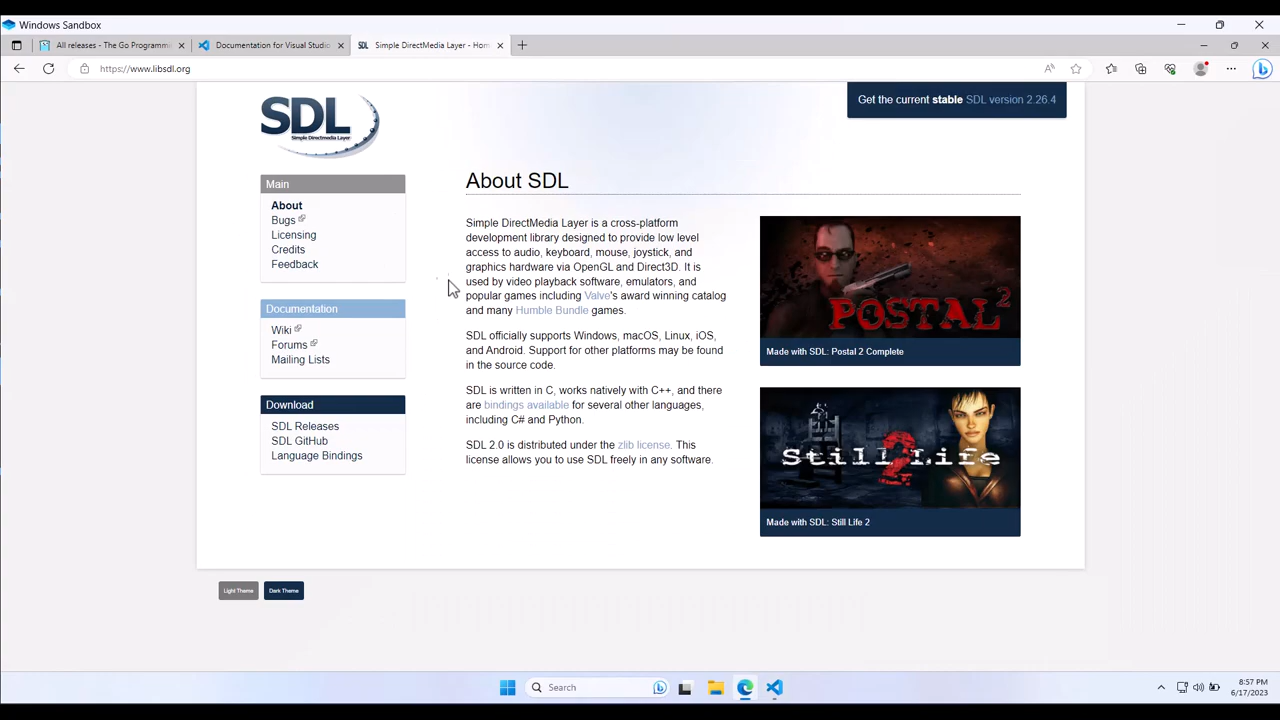 Windows Sandbox
All releases - The Go Programmi
Documentation for Visual Studio
SDL Simple DirectMedia Layer - Hom
https://www.libsdl.org
SDL
Simple Directmedia Layer
Get the current stable SDL version 2.26.4
Main
About
Bugs
Licensing
Credits
Feedback
Documentation
Wiki
Forums
Mailing Lists
Download
SDL Releases
SDL GitHub
Language Bindings
About SDL
Simple DirectMedia Layer is a cross-platform
development library designed to provide low level
access to audio, keyboard, mouse, joystick, and
graphics hardware via OpenGL and Direct3D. It is
used by video playback software, emulators, and
popular games including Valve's award winning catalog
and many Humble Bundle games.
SDL officially supports Windows, macOS, Linux, iOS,
and Android. Support for other platforms may be found
in the source code.
SDL is written in C, works natively with C++, and there
are bindings available for several other languages,
including C# and Python.
SDL 2.0 is distributed under the zlib license. This
license allows you to use SDL freely in any software.
POSTAL 2
Made with SDL: Postal 2 Complete
Still Life
2
Made with SDL: Still Life 2
Light Theme
Dark Theme
Search
8:57 PM
6/17/2023